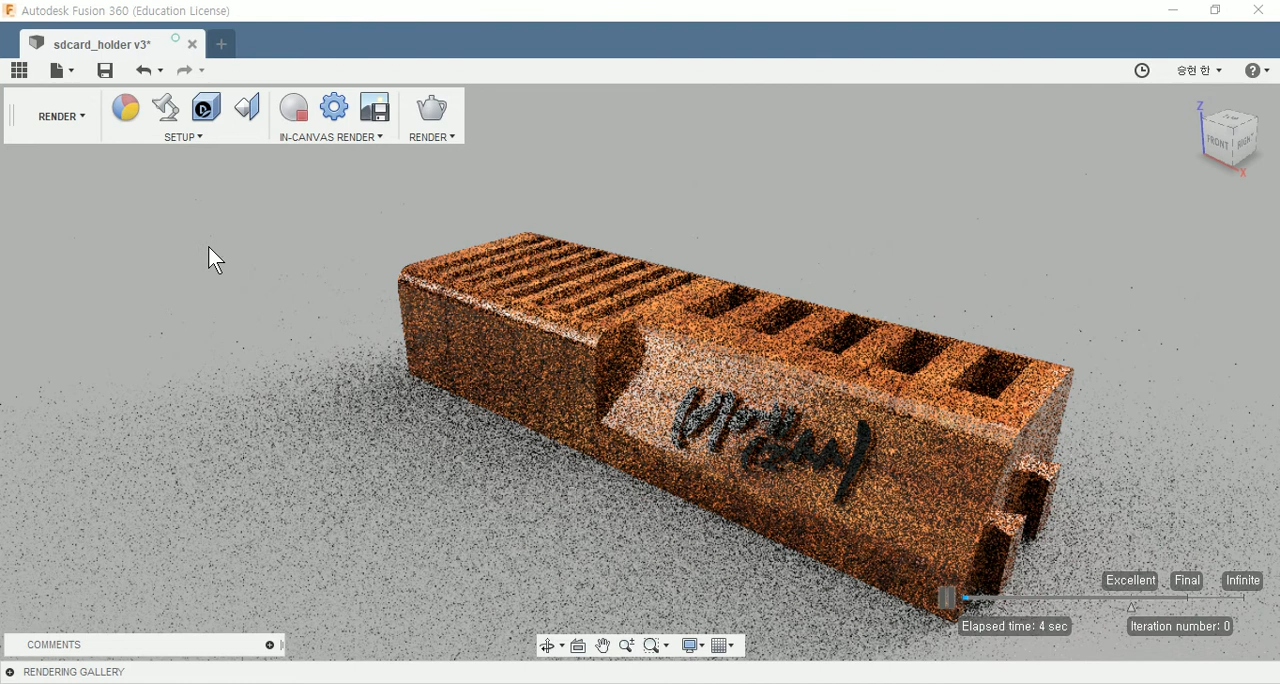 Autodesk Fusion 360 (Education License)
sdcard_holder v3*
승현 한
RENDER
SETUP
IN-CANVAS RENDER
RENDER
Z
FRONT
RIGHT
X
Excellent
Final
Infinite
Elapsed time: 4 sec
Iteration number: 0
COMMENTS
RENDERING GALLERY